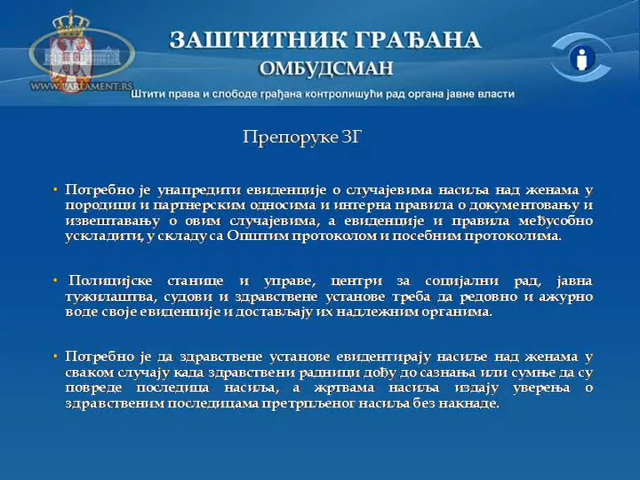 ЗАШТИТНИК ГРАЂАНА
ОМБУДСМАН
WWW.PARLAMENT.RS
Штити права и слободе грађана контролишући рад органа јавне власти
Препоруке ЗГ
• Потребно је унапредити евиденције о случајевима насиља над женама у
породици и партнерским односима и интерна правила о документовању и
извештавању о овим случајевима, а евиденције и правила међусобно
ускладити, у складу са Општим протоколом и посебним протоколима.
• Полицијске станице и управе, центри за социјални рад, јавна
тужилаштва, судови и здравствене установе треба да редовно и ажурно
воде своје евиденције и достављају их надлежним органима.
• Потребно је да здравствене установе евидентирају насиље над женама у
сваком случају када здравствени радници дођу до сазнања или сумње да су
повреде последица насиља, а жртвама насиља издају уверења о
здравственим последицама претрпљеног насиља без накнаде.